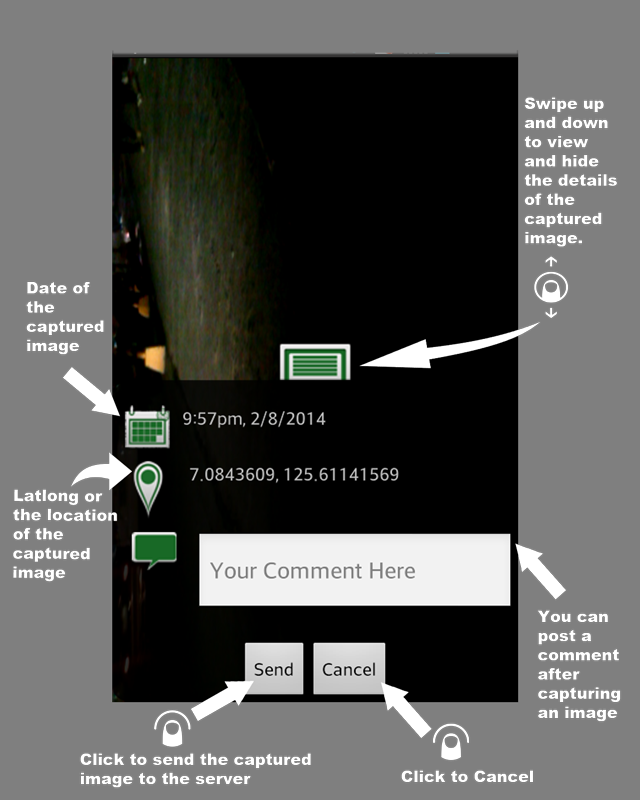 Swipe up
and down
to view
and hide
the details
of the
captured
image.
Date of
the
captured
image
9:57pm, 2/8/2014
7.0843609, 125.61141569
Latlong or
the location
of the
captured
image
Your Comment Here
You can
post a
comment
after
capturing
an image
Send
Cancel
Click to send the captured
image to the server
Click to Cancel